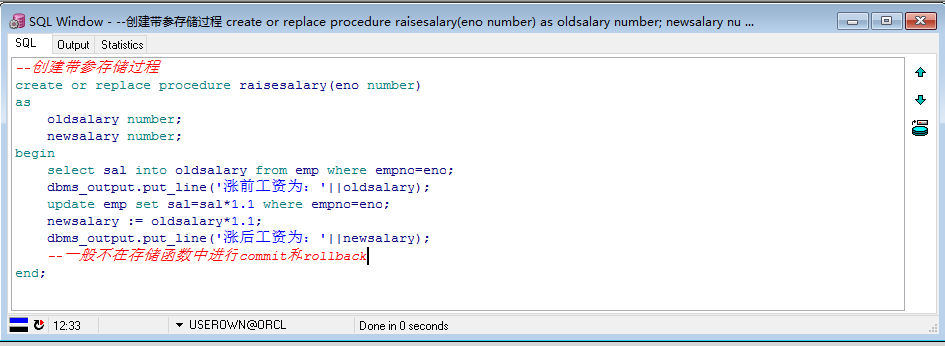 SQL Window - --创建带参存储过程 create or replace procedure raisesalary(eno number) as oldsalary number; newsalary nu ...
SQL Output Statistics
--创建带参存储过程
create or replace procedure raisesalary(eno number)
as
    oldsalary number;
    newsalary number;
begin
    select sal into oldsalary from emp where empno=eno;
    dbms_output.put_line('涨前工资为：'||oldsalary);
    update emp set sal=sal*1.1 where empno=eno;
    newsalary := oldsalary*1.1;
    dbms_output.put_line('涨后工资为：'||newsalary);
    --一般不在存储函数中进行commit和rollback
end;
12:33 USEROWN@ORCL Done in 0 seconds